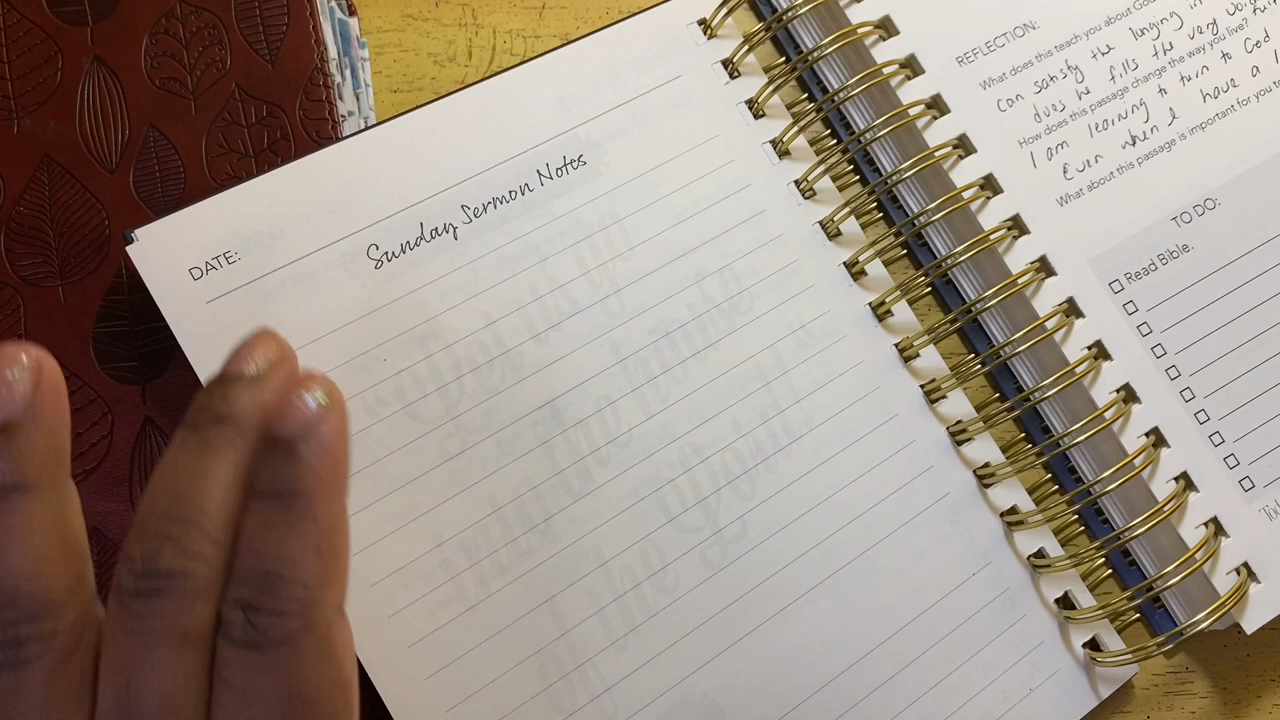 DATE:
Sunday Sermon Notes
REFLECTION:
What does this teach you about God
can satisfy the longing in
does he fills the very void
How does this passage change the way you live?
I am learning to turn to God
Even when I have a
What about this passage is important for you to
TO DO:
Read Bible.